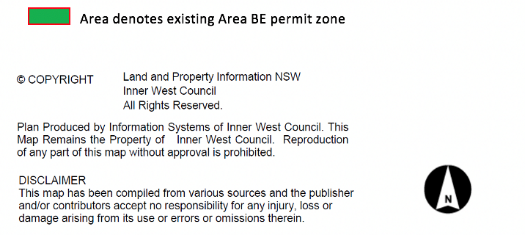 Area denotes existing Area BE permit zone
© COPYRIGHT Land and Property Information NSW
Inner West Council
All Rights Reserved.
Plan Produced by Information Systems of Inner West Council. This
Map Remains the Property of Inner West Council. Reproduction
of any part of this map without approval is prohibited.
DISCLAIMER
This map has been compiled from various sources and the publisher
and/or contributors accept no responsibility for any injury, loss or
damage arising from its use or errors or omissions therein.
N